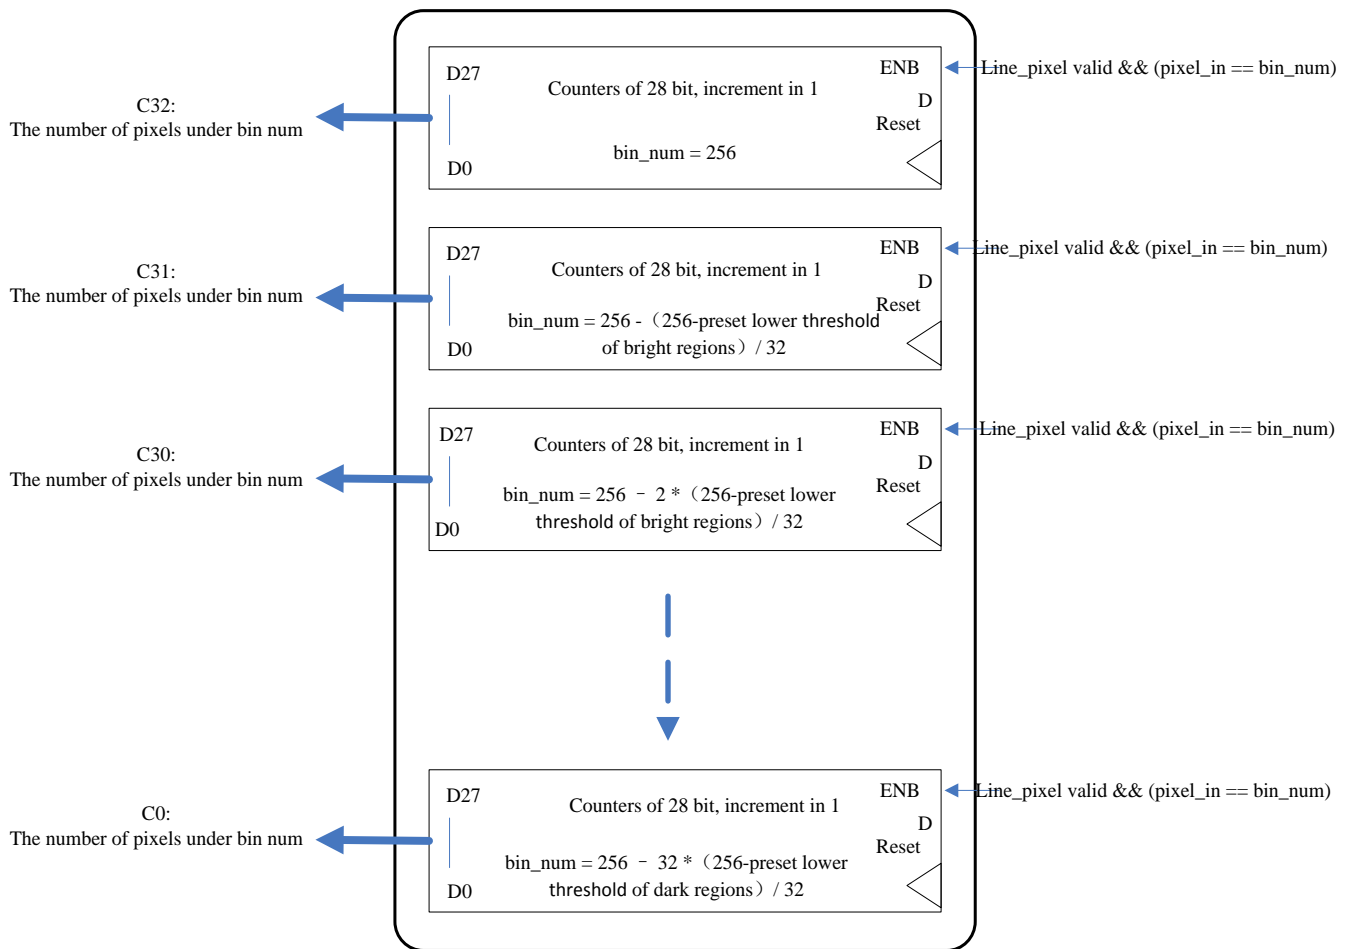 D27
ENB
Line_pixel valid && (pixel_in == bin_num)
Counters of 28 bit, increment in 1
D
C32:
The number of pixels under bin num
Reset
bin_num = 256
D0
D27
ENB
Line_pixel valid && (pixel_in == bin_num)
Counters of 28 bit, increment in 1
D
C31:
The number of pixels under bin num
Reset
bin_num = 256 -（256-preset lower threshold
of bright regions）/ 32
D0
D27
ENB
Line_pixel valid && (pixel_in == bin_num)
Counters of 28 bit, increment in 1
D
C30:
The number of pixels under bin num
Reset
bin_num = 256 – 2 *（256-preset lower
threshold of bright regions）/ 32
D0
D27
ENB
Line_pixel valid && (pixel_in == bin_num)
Counters of 28 bit, increment in 1
D
C0:
The number of pixels under bin num
Reset
bin_num = 256 – 32 *（256-preset lower
threshold of dark regions）/ 32
D0